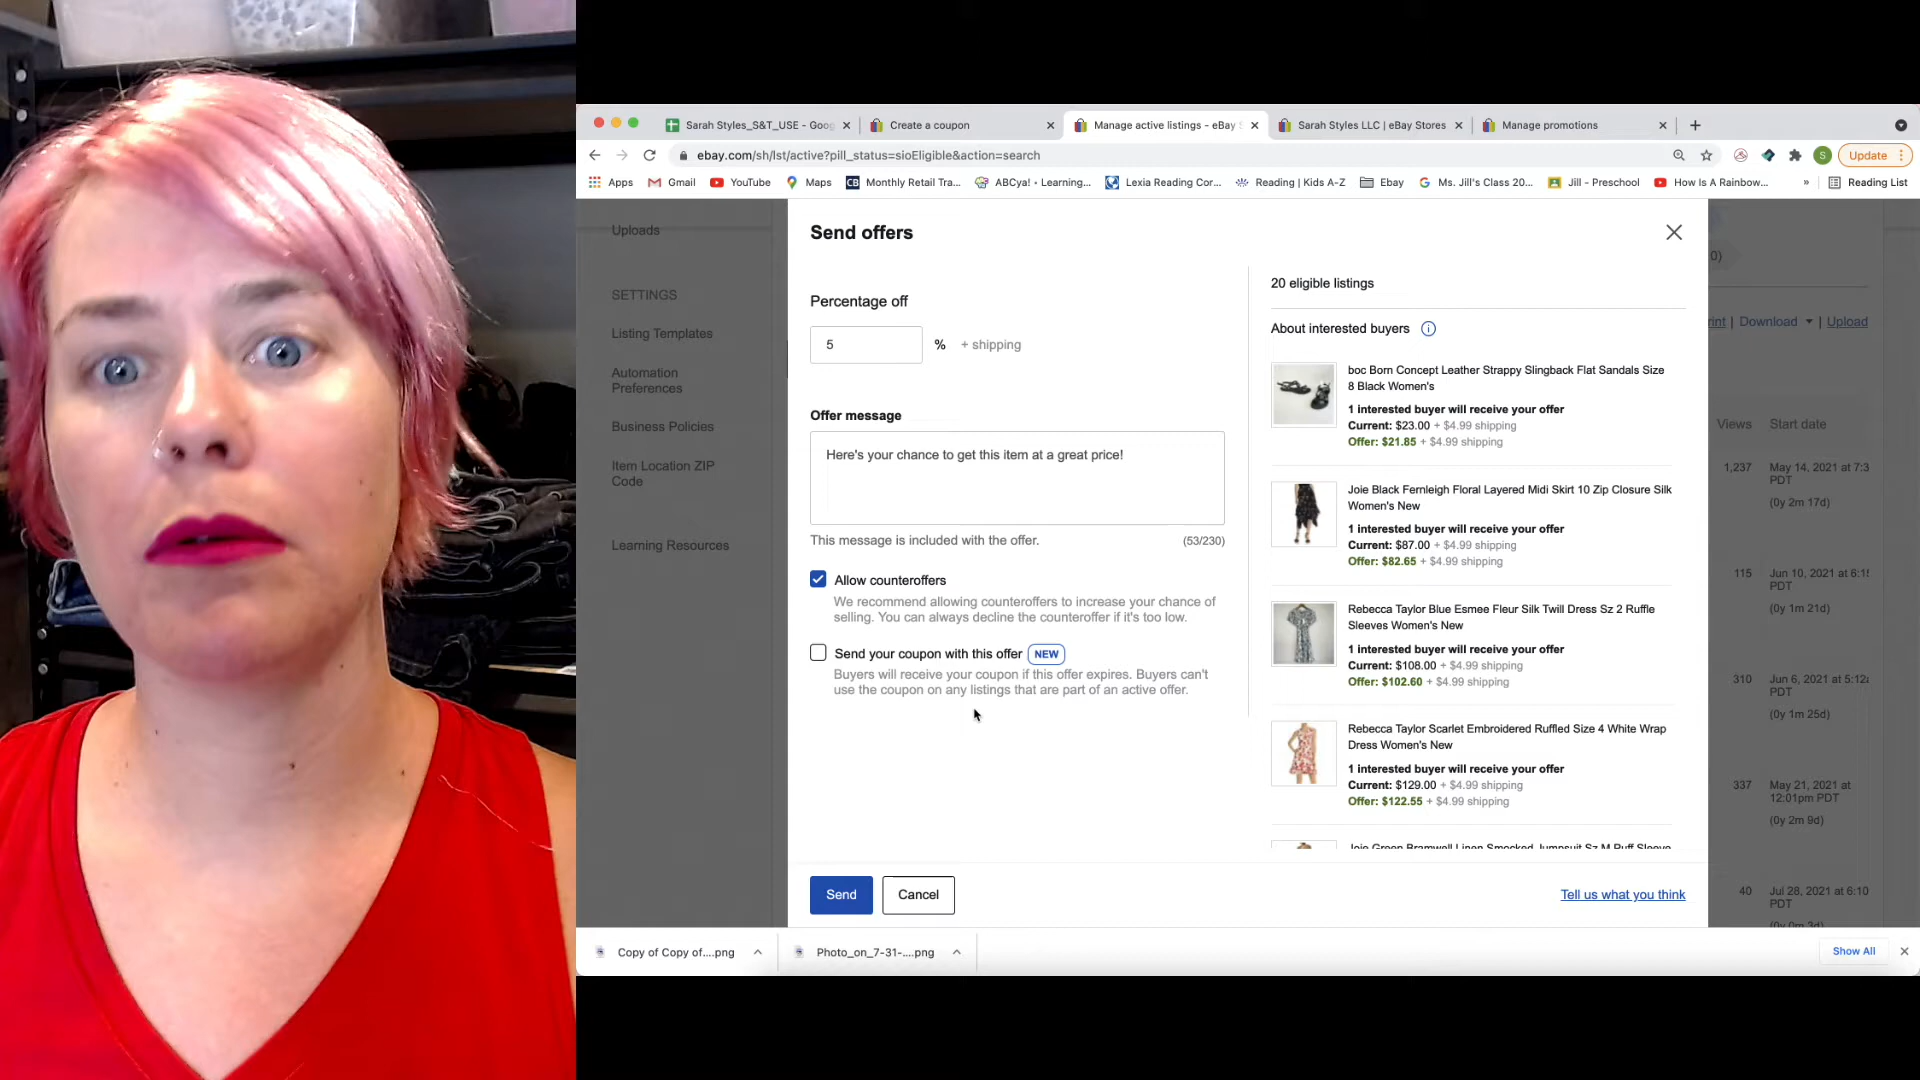 Sarah Styles_S&T_USE - Goog
Create a coupon
Manage active listings - eBay S
Sarah Styles LLC | eBay Stores
Manage promotions
ebay.com/sh/lst/active?pill_status=sioEligible&action=search
S
Update
Apps
Gmail
YouTube
Maps
CB
Monthly Retail Tra...
ABCya! • Learning...
Lexia Reading Cor...
Reading | Kids A-Z
Ebay
Ms. Jill's Class 20...
Jill - Preschool
How Is A Rainbow...
»
Reading List
Uploads
SETTINGS
Listing Templates
Automation
Preferences
Business Policies
Item Location ZIP
Code
Learning Resources
Send offers
Percentage off
5
% + shipping
Offer message
Here's your chance to get this item at a great price!
This message is included with the offer.
(53/230)
Allow counteroffers
We recommend allowing counteroffers to increase your chance of
selling. You can always decline the counteroffer if it's too low.
Send your coupon with this offer NEW
Buyers will receive your coupon if this offer expires. Buyers can't
use the coupon on any listings that are part of an active offer.
20 eligible listings
About interested buyers
boc Born Concept Leather Strappy Slingback Flat Sandals Size
8 Black Women's
1 interested buyer will receive your offer
Current: $23.00 + $4.99 shipping
Offer: $21.85 + $4.99 shipping
Joie Black Fernleigh Floral Layered Midi Skirt 10 Zip Closure Silk
Women's New
1 interested buyer will receive your offer
Current: $87.00 + $4.99 shipping
Offer: $82.65 + $4.99 shipping
Rebecca Taylor Blue Esmee Fleur Silk Twill Dress Sz 2 Ruffle
Sleeves Women's New
1 interested buyer will receive your offer
Current: $108.00 + $4.99 shipping
Offer: $102.60 + $4.99 shipping
Rebecca Taylor Scarlet Embroidered Ruffled Size 4 White Wrap
Dress Women's New
1 interested buyer will receive your offer
Current: $129.00 + $4.99 shipping
Offer: $122.55 + $4.99 shipping
Joie Green Bramwell Linen Smocked Jumpsuit Sz M Puff Sleeve
Send
Cancel
Tell us what you think
0)
rint | Download | Upload
Views
Start date
1,237
May 14, 2021 at 7:3
PDT
(0y 2m 17d)
115
Jun 10, 2021 at 6:15
PDT
(0y 1m 21d)
310
Jun 6, 2021 at 5:12
PDT
(0y 1m 25d)
337
May 21, 2021 at
12:01pm PDT
(0y 2m 9d)
40
Jul 28, 2021 at 6:10
PDT
(0y 0m 3d)
Copy of Copy of....png
Photo_on_7-31-....png
Show All